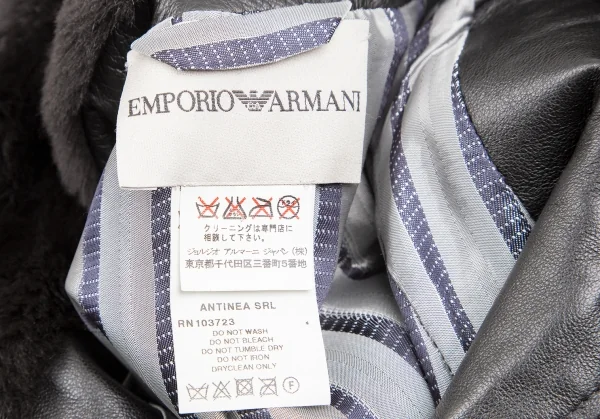 EMPORIO ARMANI
クリーニングは専門店に
相談して下さい。
ジョルジオ アルマーニ ジャパン(株)
東京都千代田区三番町5番地
ANTINEA SRL
RN 103723
DO NOT WASH
DO NOT BLEACH
DO NOT TUMBLE DRY
DO NOT IRON
DRYCLEAN ONLY
F